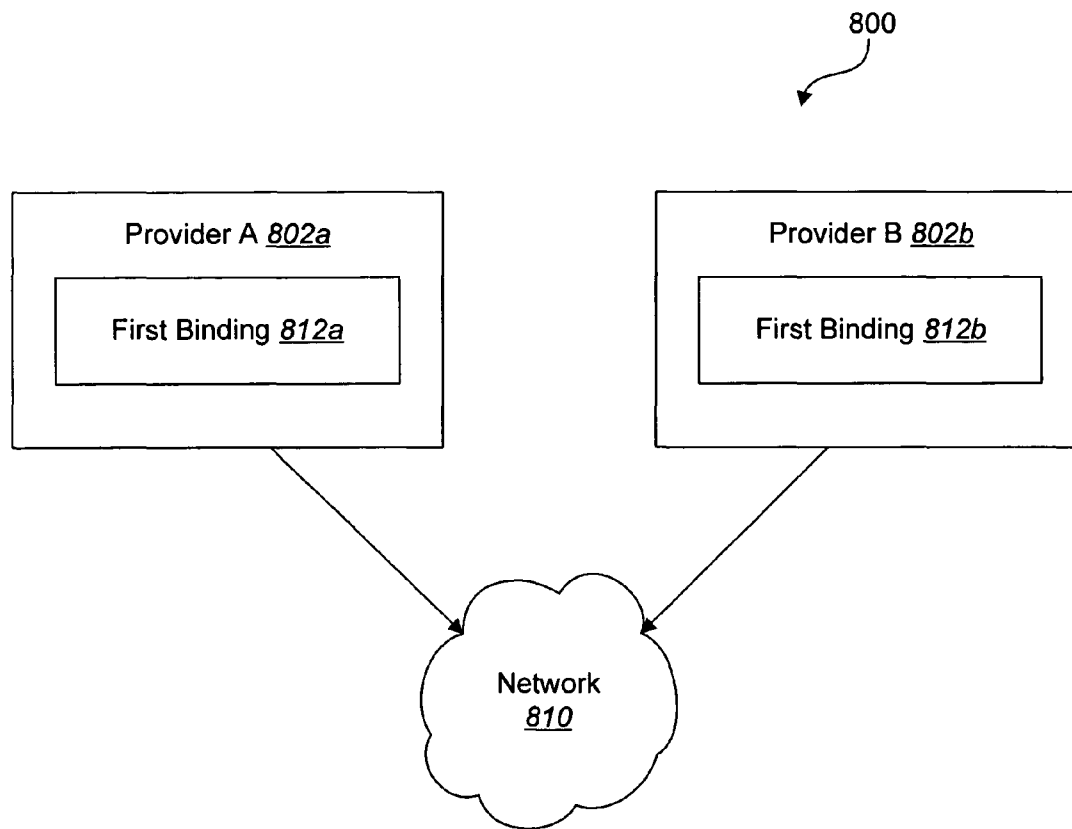 800
Provider A 802a
Provider B 802b
First Binding 812a
First Binding 812b
Network
810